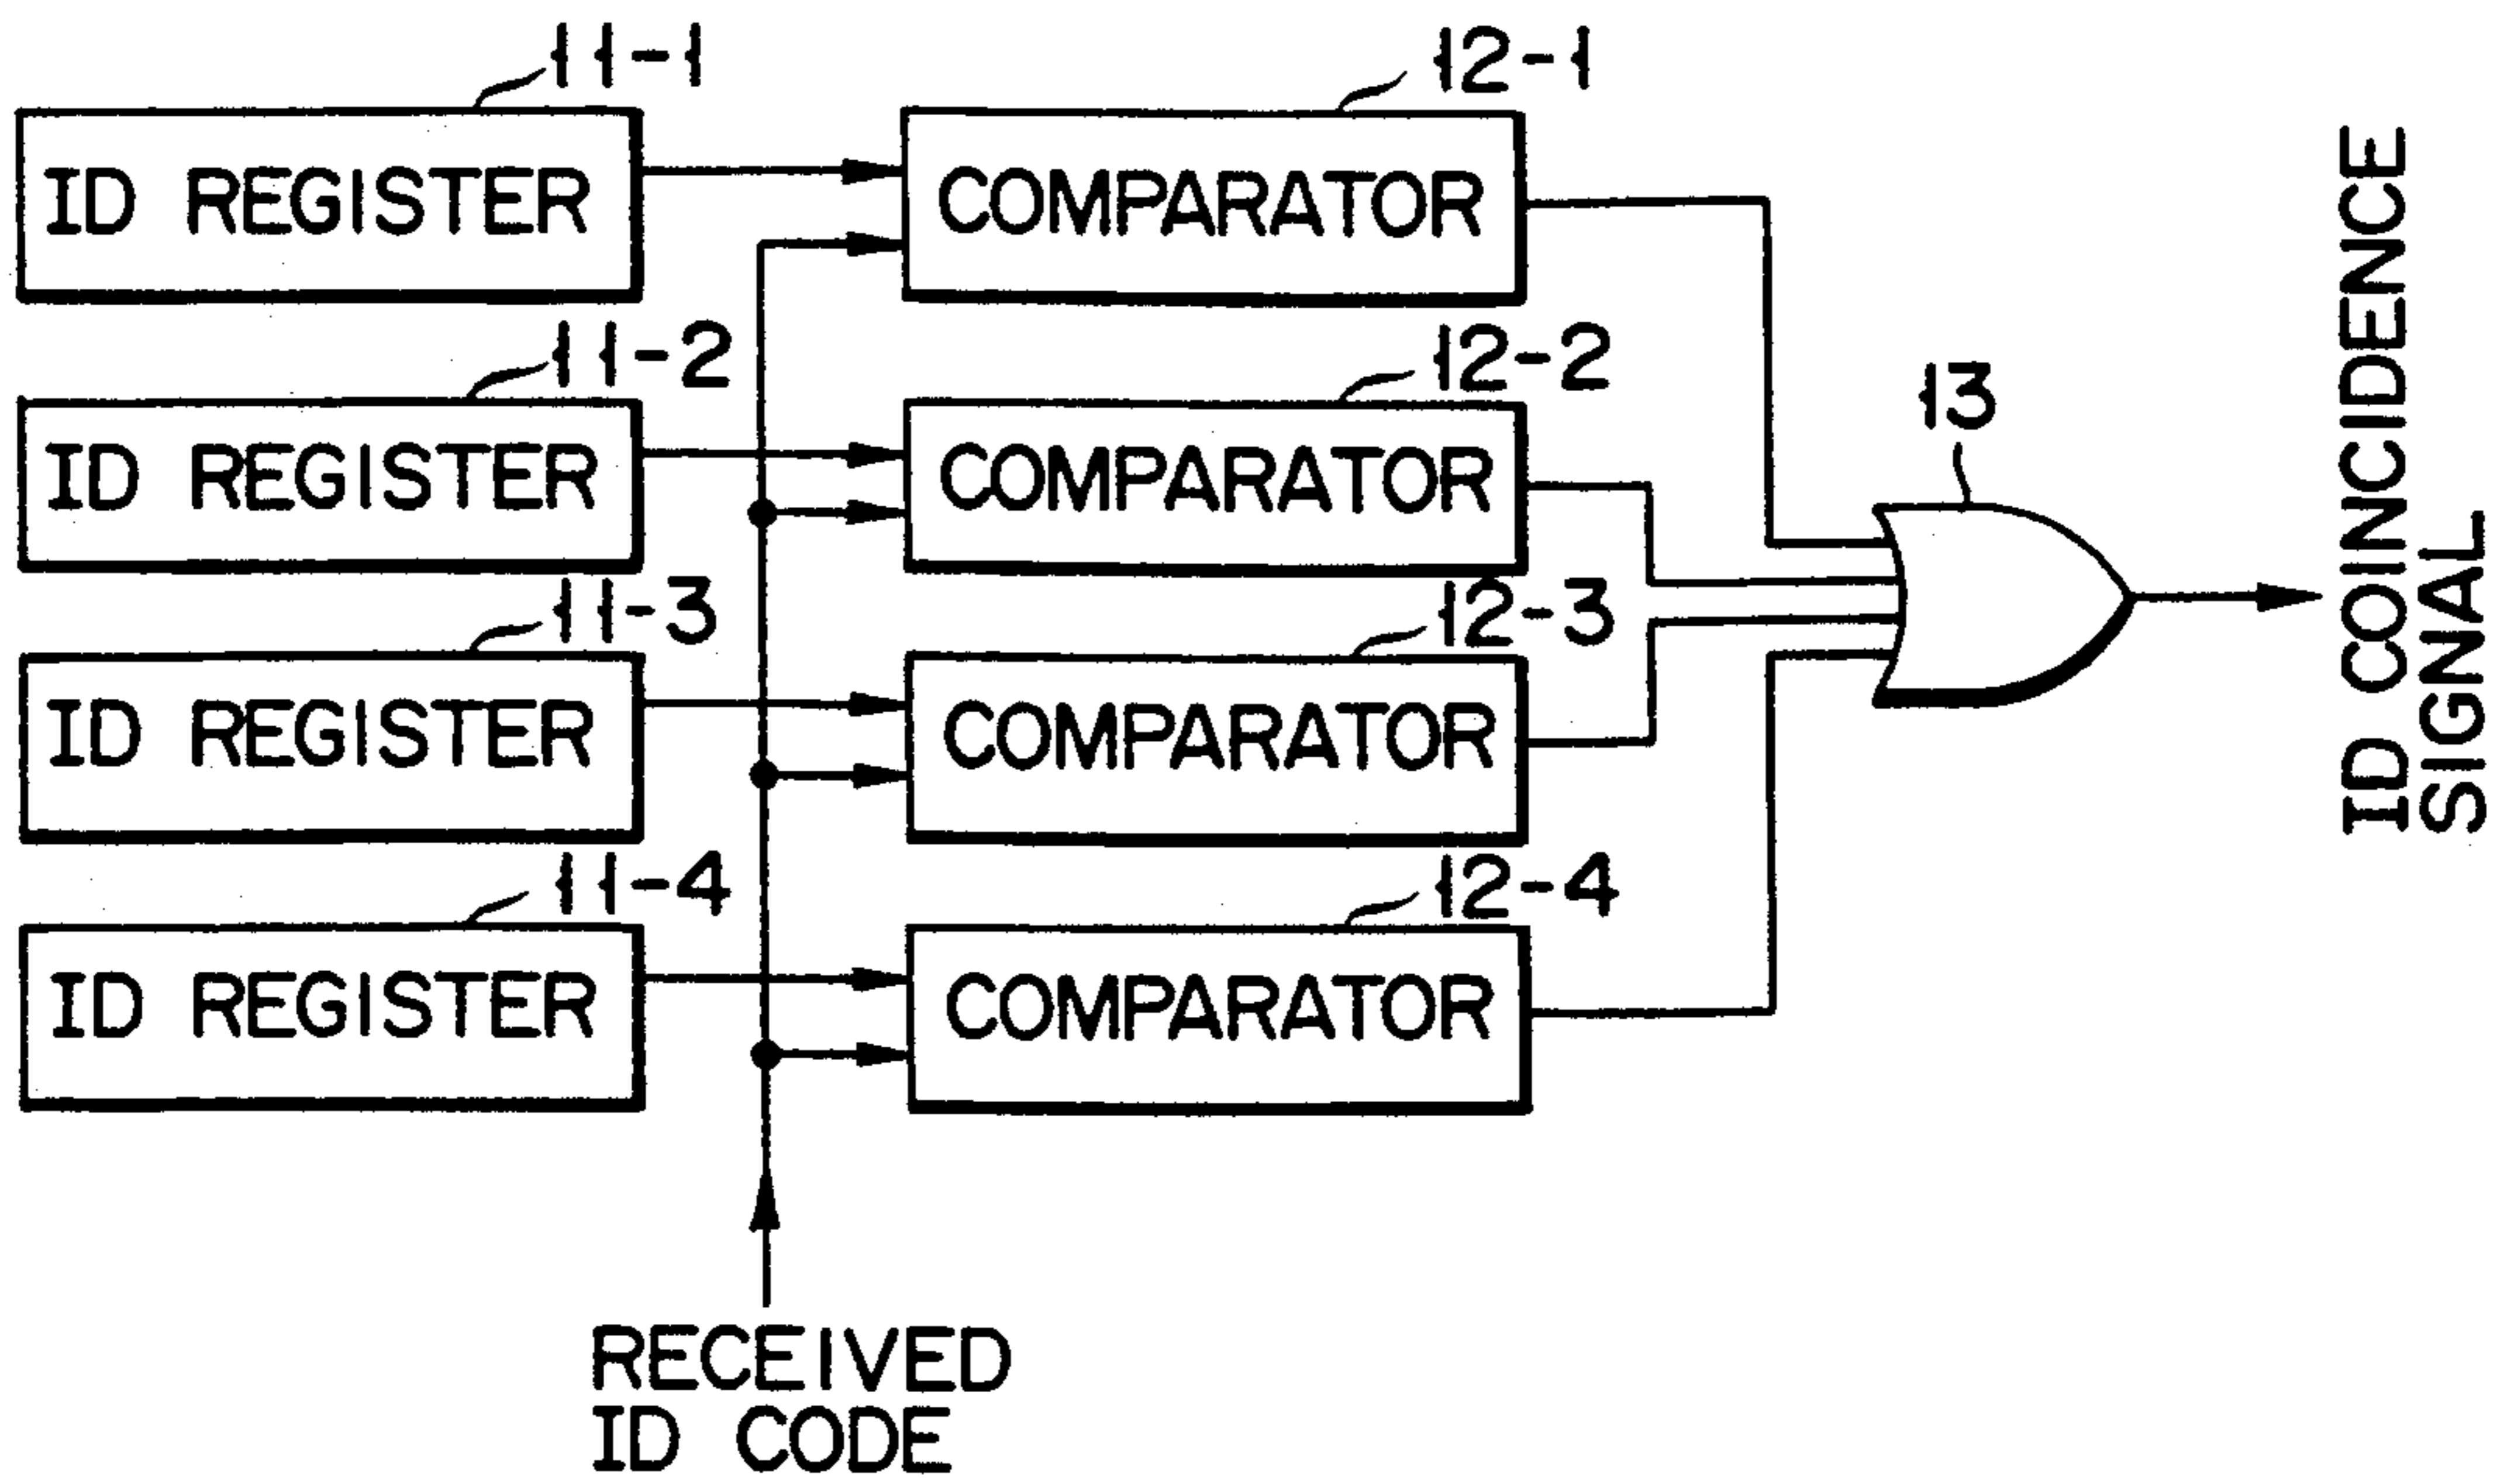 11-1
12-1
ID REGISTER
COMPARATOR
11-2
12-2
ID REGISTER
COMPARATOR
13
11-3
12-3
ID REGISTER
COMPARATOR
11-4
12-4
ID REGISTER
COMPARATOR
ID COINCIDENCE
SIGNAL
RECEIVED
ID CODE